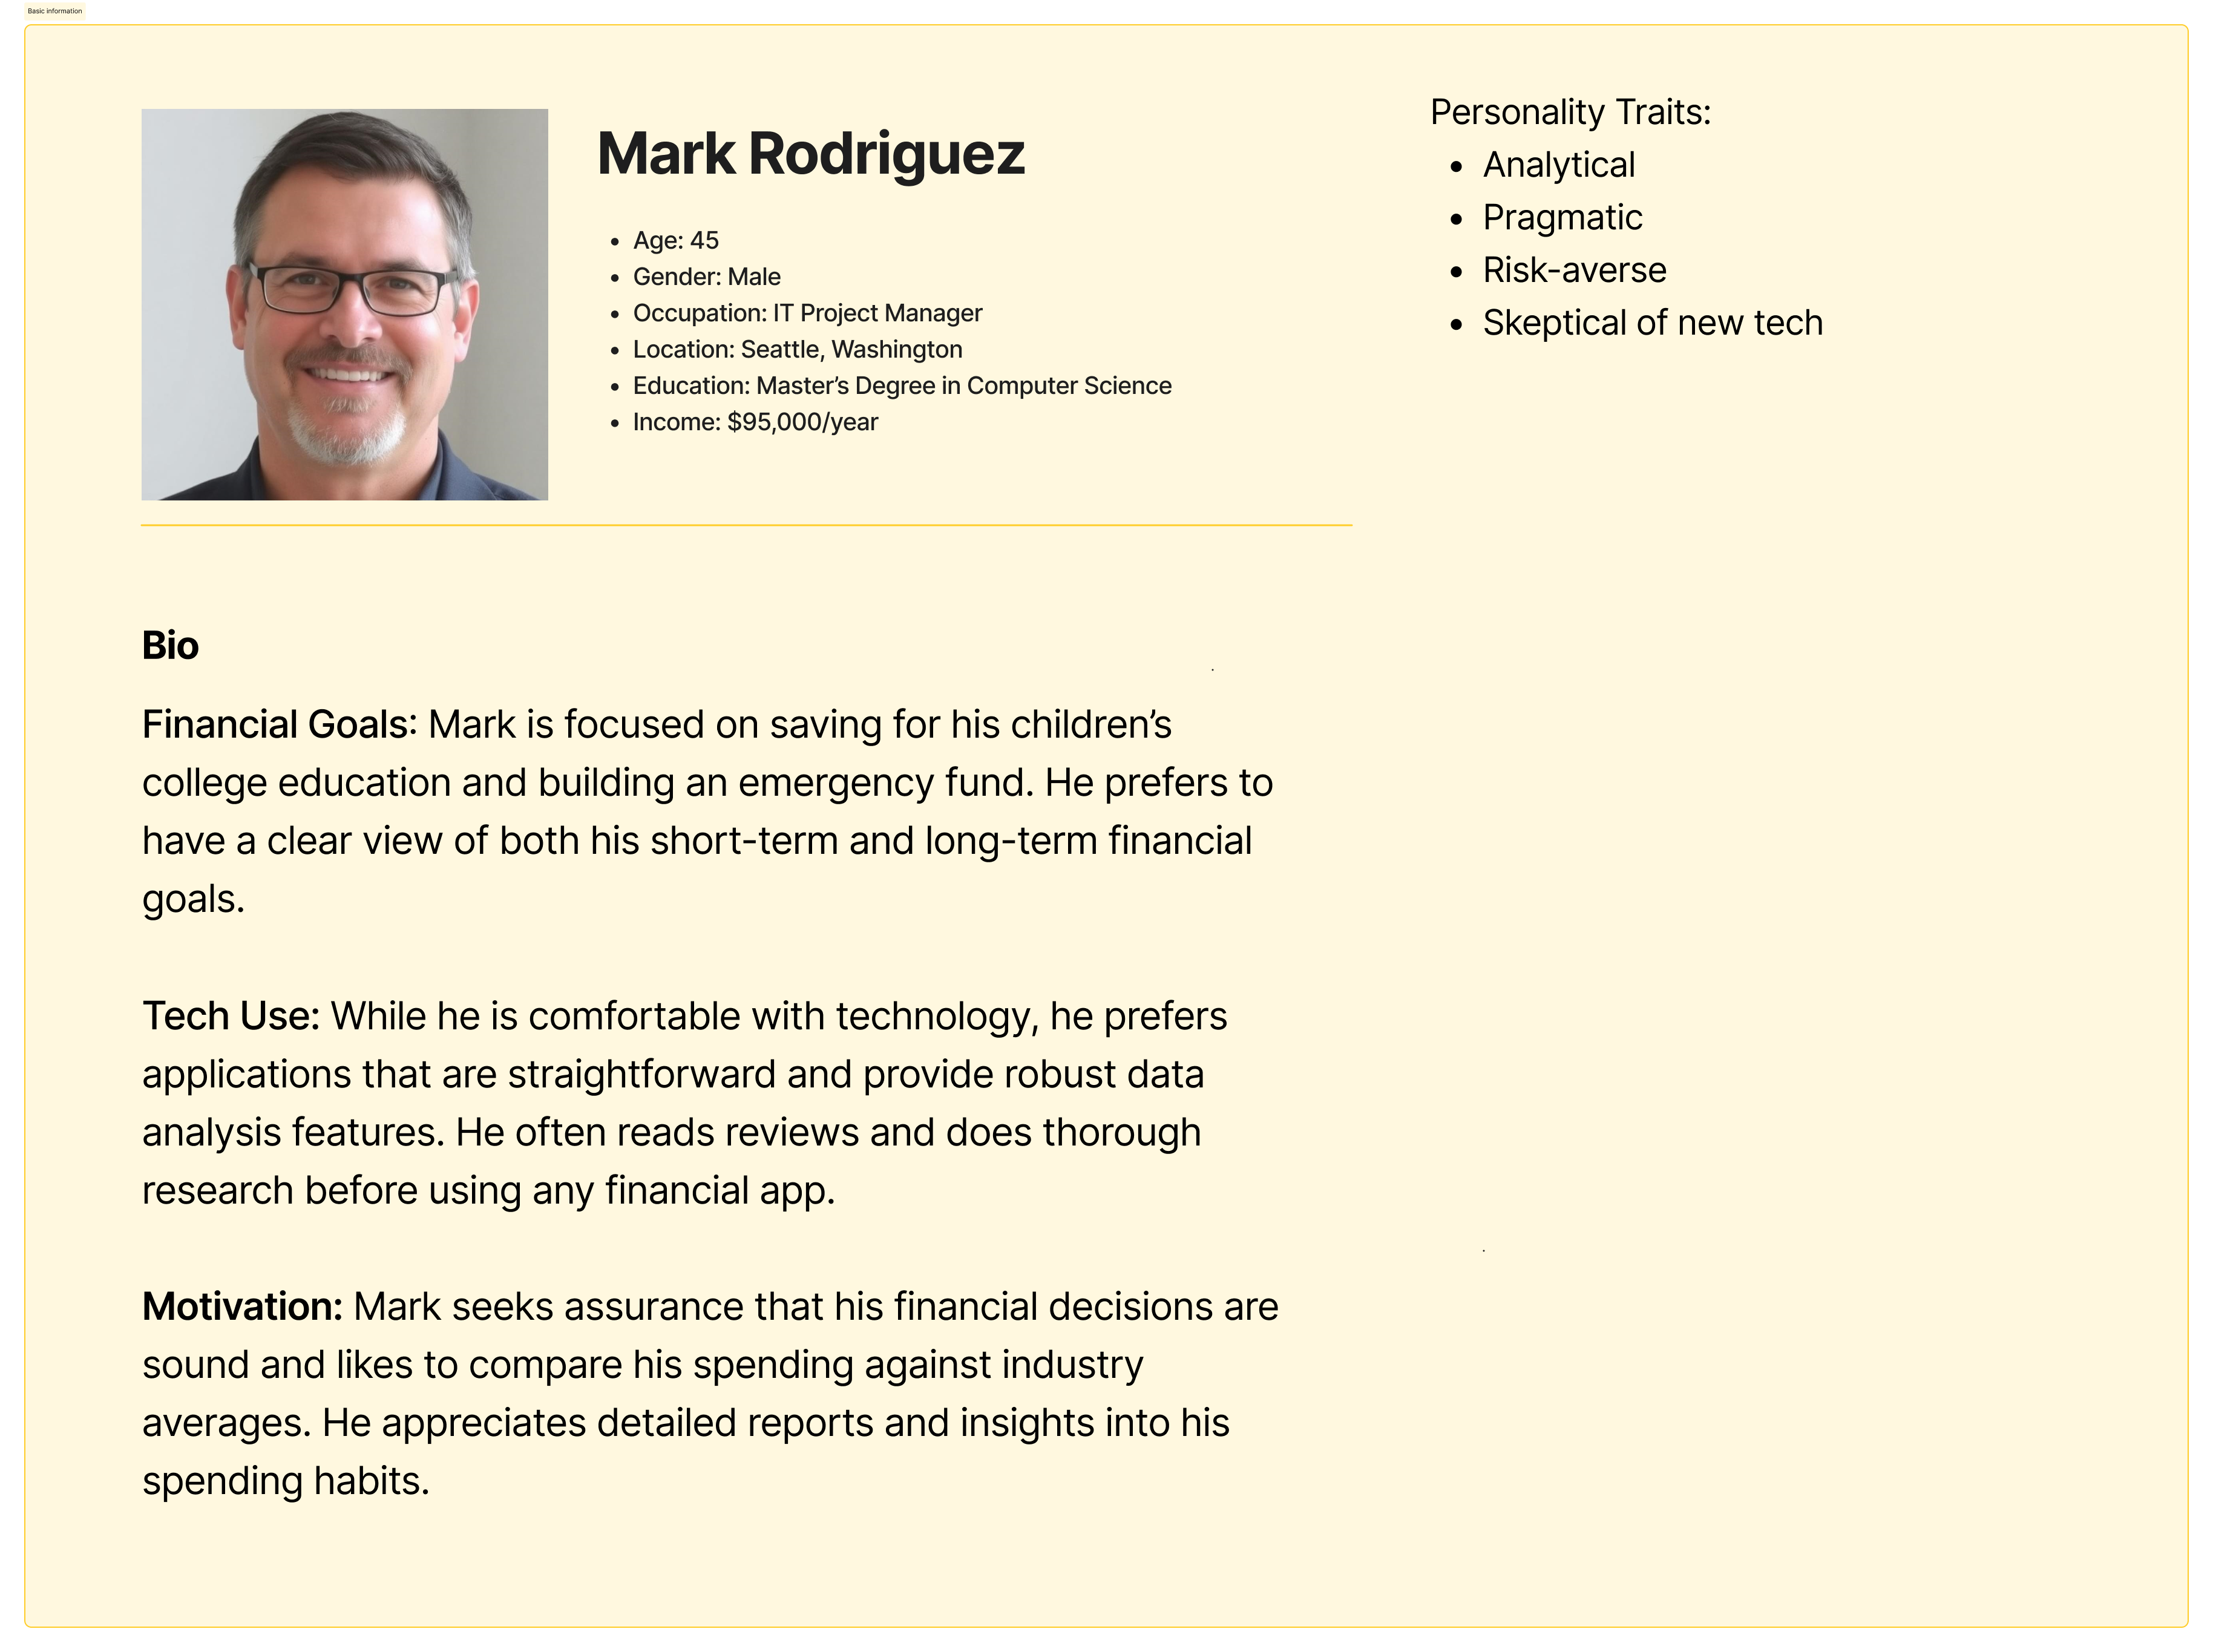 Basic information
Mark Rodriguez
• Age: 45
• Gender: Male
• Occupation: IT Project Manager
• Location: Seattle, Washington
• Education: Master’s Degree in Computer Science
• Income: $95,000/year
Personality Traits:
• Analytical
• Pragmatic
• Risk-averse
• Skeptical of new tech
Bio
Financial Goals: Mark is focused on saving for his children’s
college education and building an emergency fund. He prefers to
have a clear view of both his short-term and long-term financial
goals.
Tech Use: While he is comfortable with technology, he prefers
applications that are straightforward and provide robust data
analysis features. He often reads reviews and does thorough
research before using any financial app.
Motivation: Mark seeks assurance that his financial decisions are
sound and likes to compare his spending against industry
averages. He appreciates detailed reports and insights into his
spending habits.